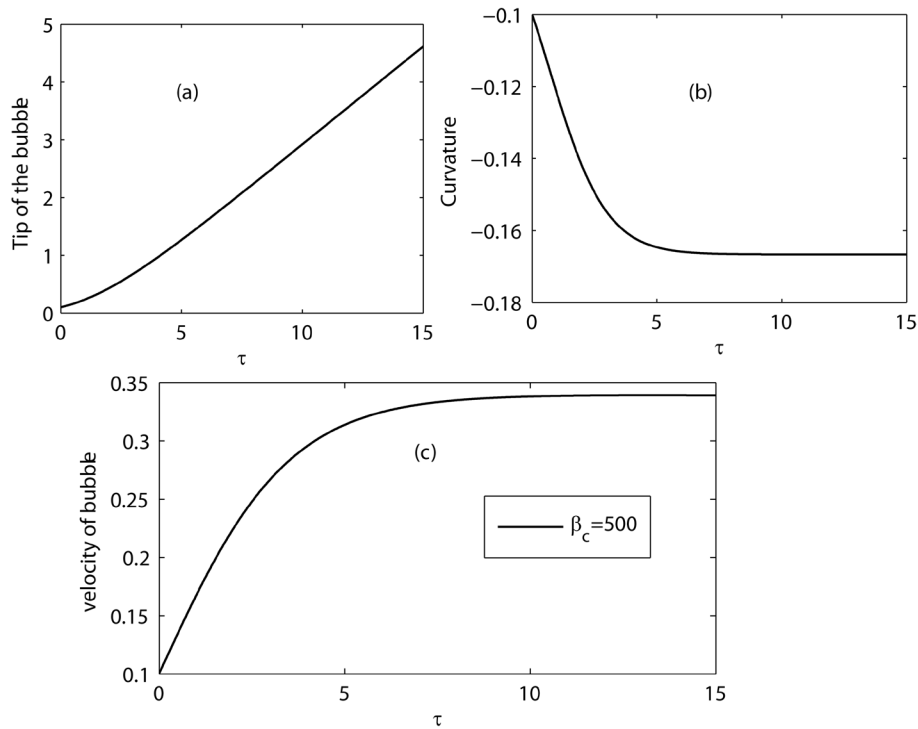 5
4
3
2
1
0
Tip of the bubble
(a)
0
5
10
15
τ
−0.1
−0.12
−0.14
−0.16
−0.18
Curvature
(b)
0
5
10
15
τ
0.35
0.3
0.25
0.2
0.15
0.1
velocity of bubble
(c)
βc=500
0
5
10
15
τ